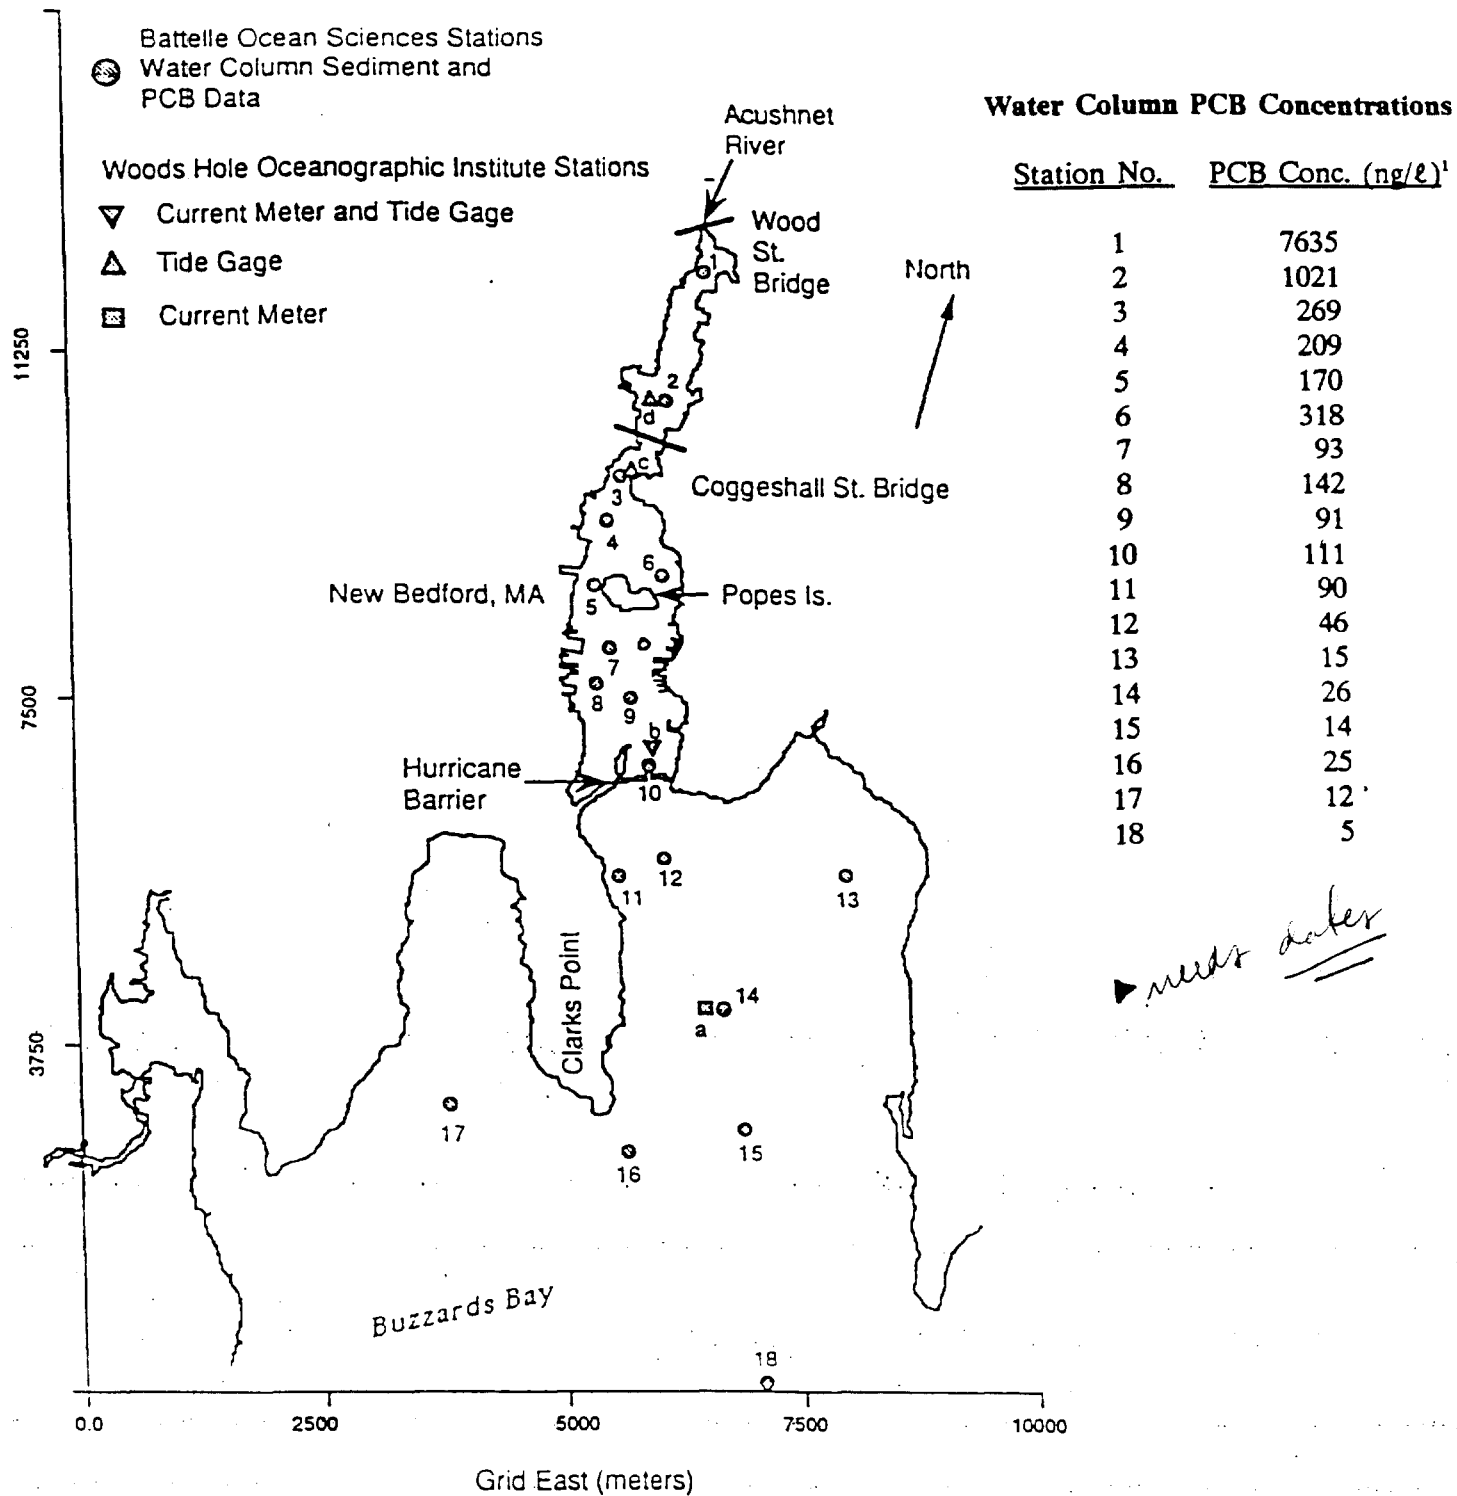 Battelle Ocean Sciences Stations
Water Column Sediment and
PCB Data
Woods Hole Oceanographic Institute Stations
Current Meter and Tide Gage
Tide Gage
Current Meter
Acushnet
River
Wood
St.
Bridge
North
Coggeshall St. Bridge
New Bedford, MA
Popes Is.
Hurricane
Barrier
Clarks Point
Buzzards Bay
1
2
d
c
3
4
6
5
7
8
9
b
10
11
12
13
14
a
15
16
17
18
11250
7500
3750
0.0 2500 5000 7500 10000
Grid East (meters)
Water Column PCB Concentrations
Station No. PCB Conc. (ng/ℓ)¹
1 7635
2 1021
3 269
4 209
5 170
6 318
7 93
8 142
9 91
10 111
11 90
12 46
13 15
14 26
15 14
16 25
17 12
18 5
needs dates